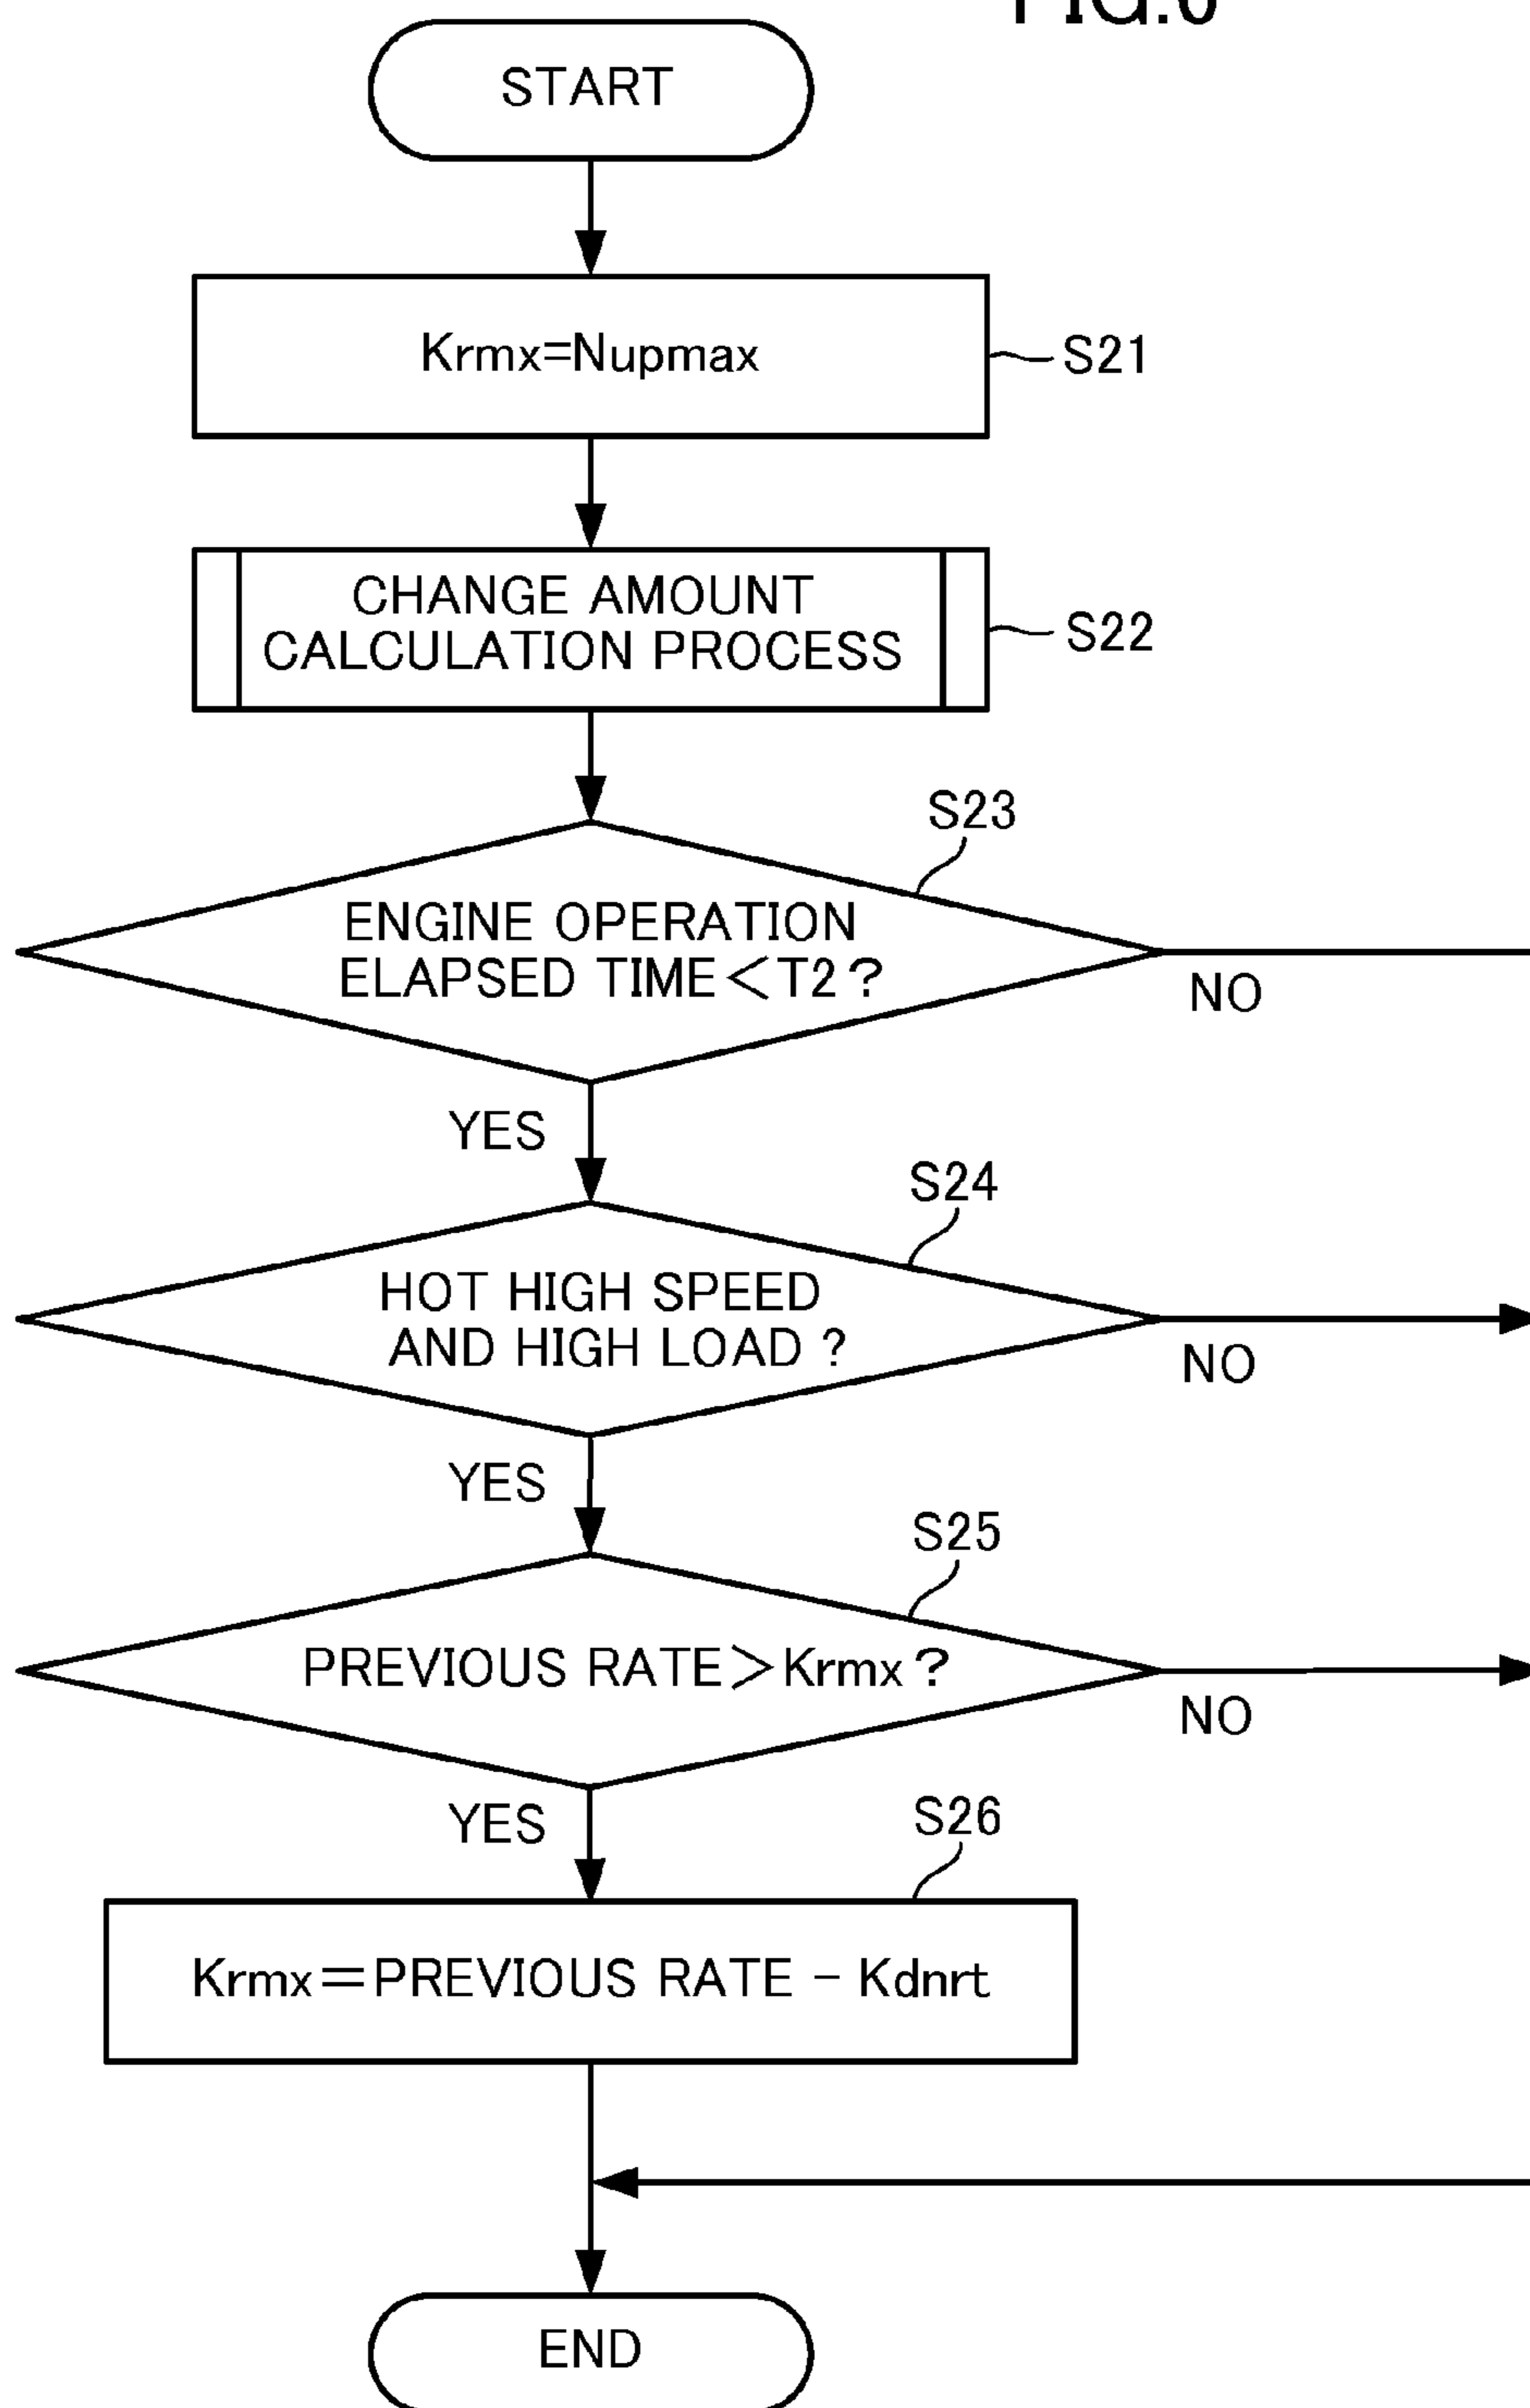 START
Krmx=Nupmax
S21
CHANGE AMOUNT
CALCULATION PROCESS
S22
S23
ENGINE OPERATION
ELAPSED TIME<T2?
NO
YES
S24
HOT HIGH SPEED
AND HIGH LOAD ?
NO
YES
S25
PREVIOUS RATE>Krmx ?
NO
YES
S26
Krmx=PREVIOUS RATE - Kdnrt
END